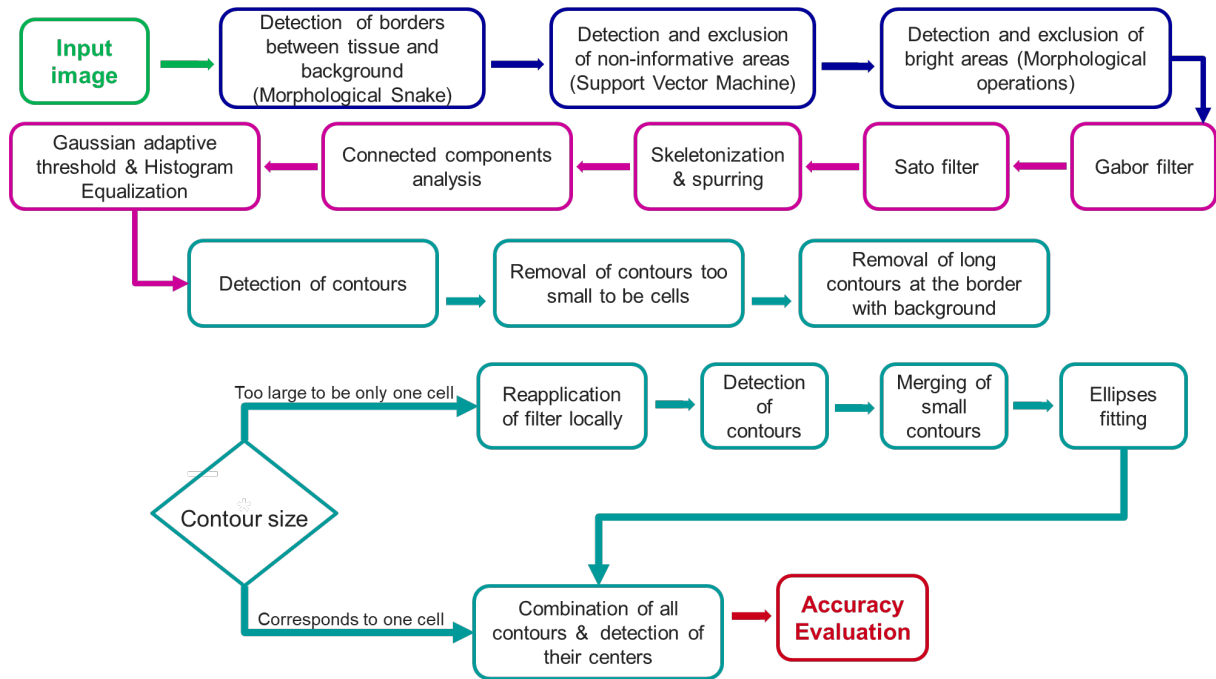 Input
image
Detection of borders
between tissue and
background
(Morphological Snake)
Detection and exclusion
of non-informative areas
(Support Vector Machine)
Detection and exclusion of
bright areas (Morphological
operations)
Gaussian adaptive
threshold & Histogram
Equalization
Connected components
analysis
Skeletonization
& spurring
Sato filter
Gabor filter
Detection of contours
Removal of contours too
small to be cells
Removal of long
contours at the border
with background
Too large to be only one cell
Reapplication
of filter locally
Detection
of
contours
Merging of
small
contours
Ellipses
fitting
Contour size
Corresponds to one cell
Combination of all
contours & detection of
their centers
Accuracy
Evaluation